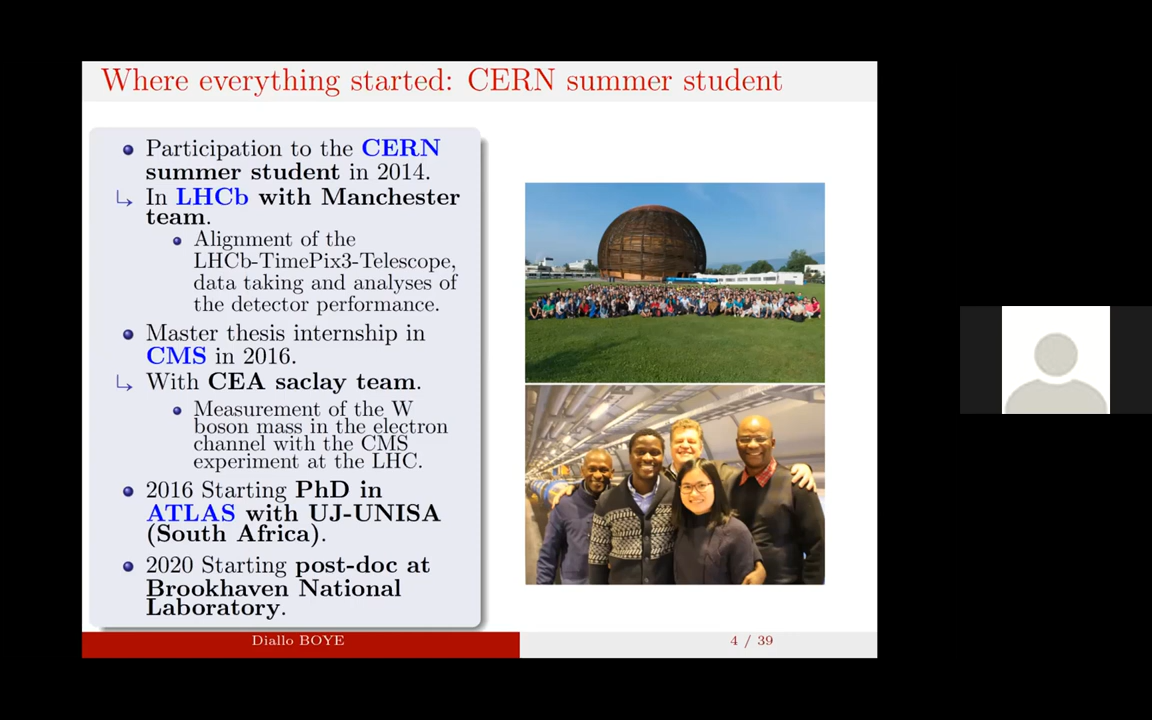 Where everything started: CERN summer student
Participation to the CERN
summer student in 2014.
In LHCb with Manchester
team.
Alignment of the
LHCb-TimePix3-Telescope,
data taking and analyses of
the detector performance.
Master thesis internship in
CMS in 2016.
With CEA saclay team.
Measurement of the W
boson mass in the electron
channel with the CMS
experiment at the LHC.
2016 Starting PhD in
ATLAS with UJ-UNISA
(South Africa).
2020 Starting post-doc at
Brookhaven National
Laboratory.
Diallo BOYE
4 / 39